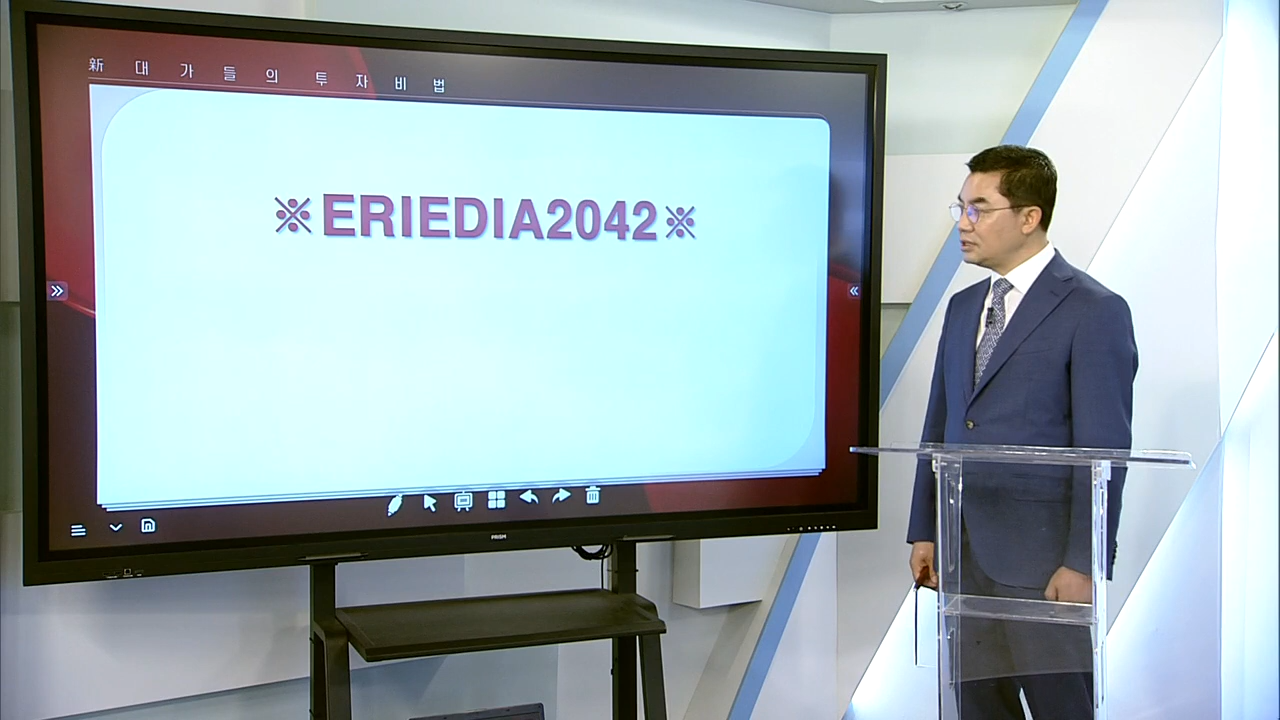 新 대 가 들 의 투 자 비 법
※ERIEDIA2042※
PRISM